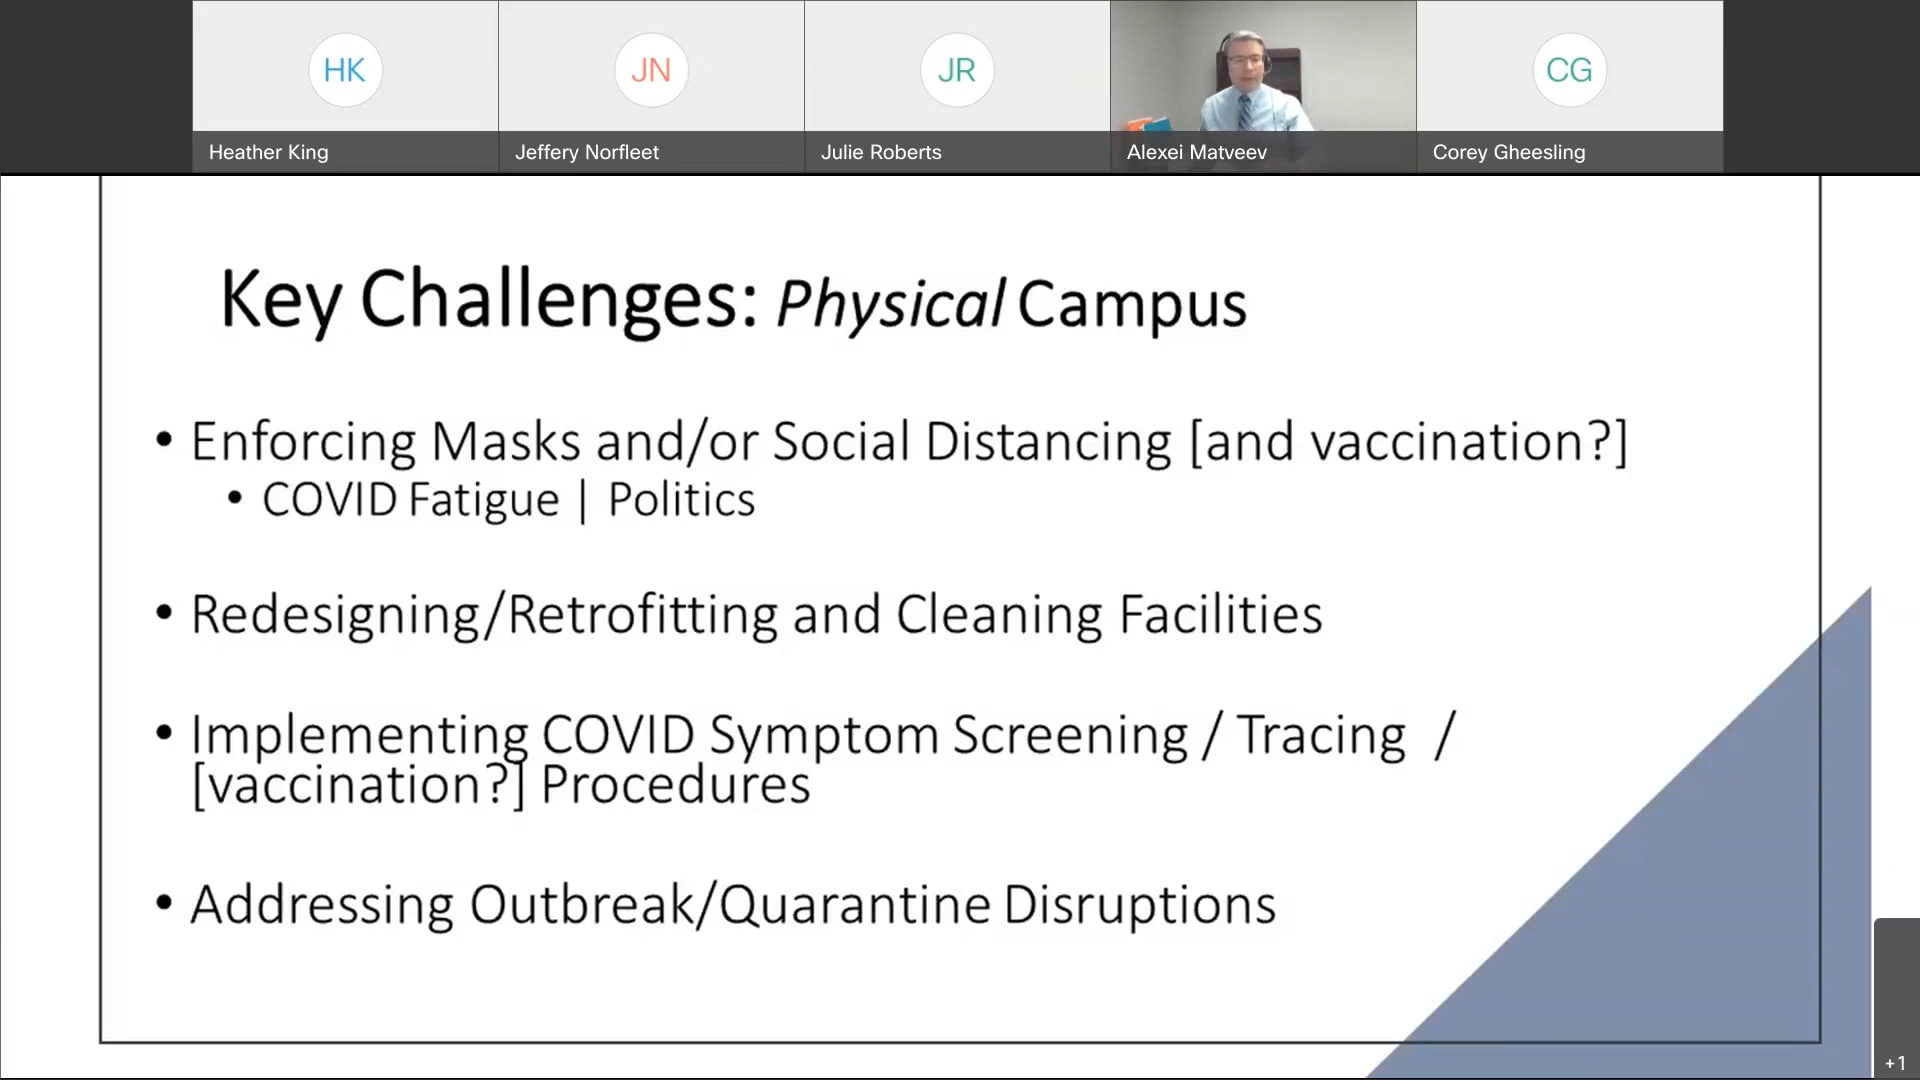 HK
JN
JR
CG
Heather King
Jeffery Norfleet
Julie Roberts
Alexei Matveev
Corey Gheesling
Key Challenges: Physical Campus
• Enforcing Masks and/or Social Distancing [and vaccination?]
• COVID Fatigue | Politics
• Redesigning/Retrofitting and Cleaning Facilities
• Implementing COVID Symptom Screening / Tracing /
[vaccination?] Procedures
• Addressing Outbreak/Quarantine Disruptions
+1